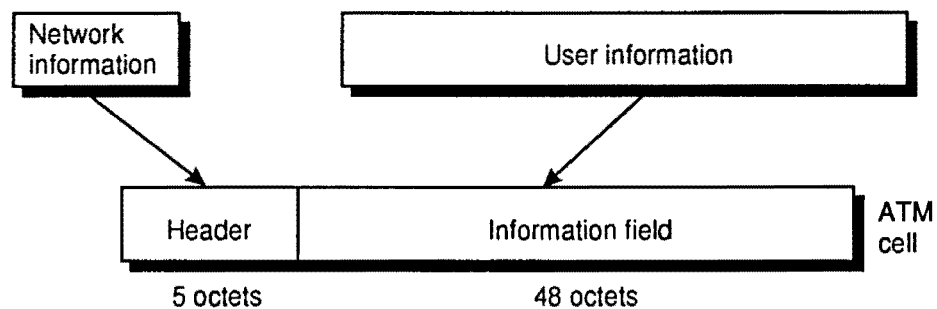 Network
information
User information
Header
Information field
ATM
cell
5 octets
48 octets